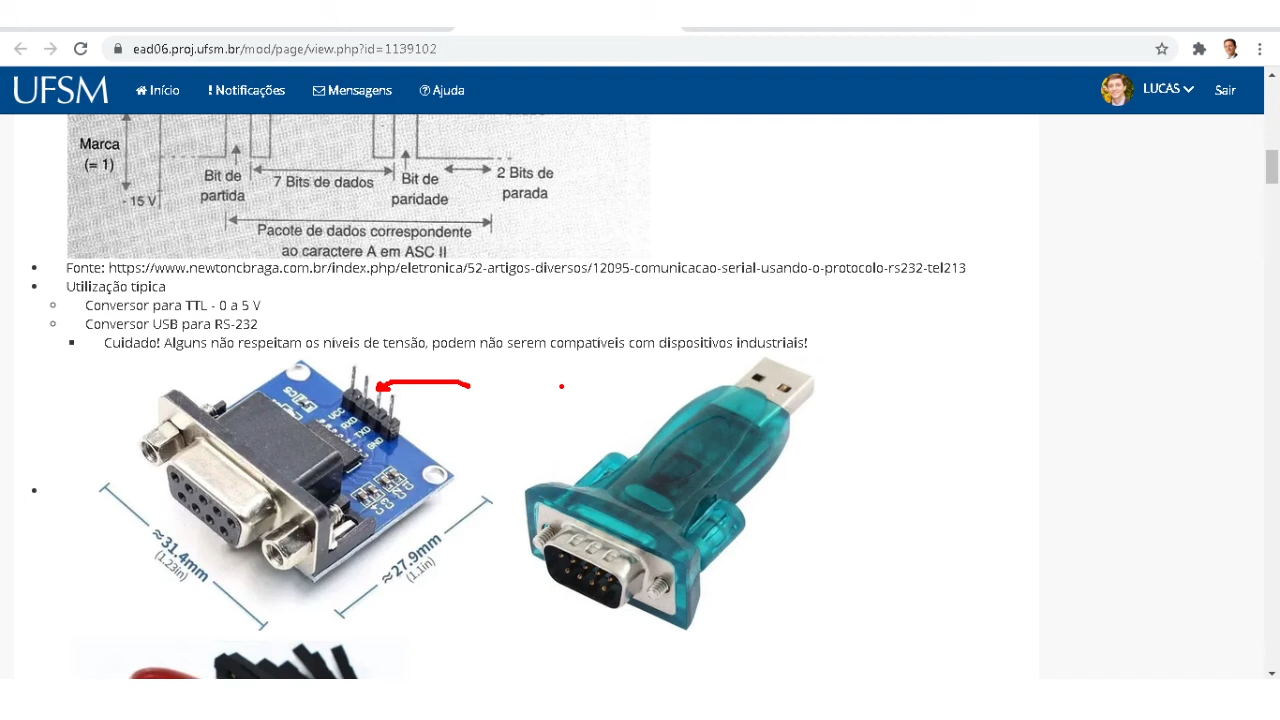 ead06.proj.ufsm.br/mod/page/view.php?id=1139102
UFSM Início Notificações Mensagens Ajuda LUCAS Sair
Marca
(= 1)
- 15 V
Bit de
partida
7 Bits de dados
Bit de
paridade
2 Bits de
parada
Pacote de dados correspondente
ao caractere A em ASC II
Fonte: https://www.newtoncbraga.com.br/index.php/eletronica/52-artigos-diversos/12095-comunicacao-serial-usando-o-protocolo-rs232-tel213
Utilização típica
Conversor para TTL - 0 a 5 V
Conversor USB para RS-232
Cuidado! Alguns não respeitam os níveis de tensão, podem não serem compatíveis com dispositivos industriais!
VCC
RXD
TXD
GND
≈31.4mm
(1.23in)
≈27.9mm
(1.1in)